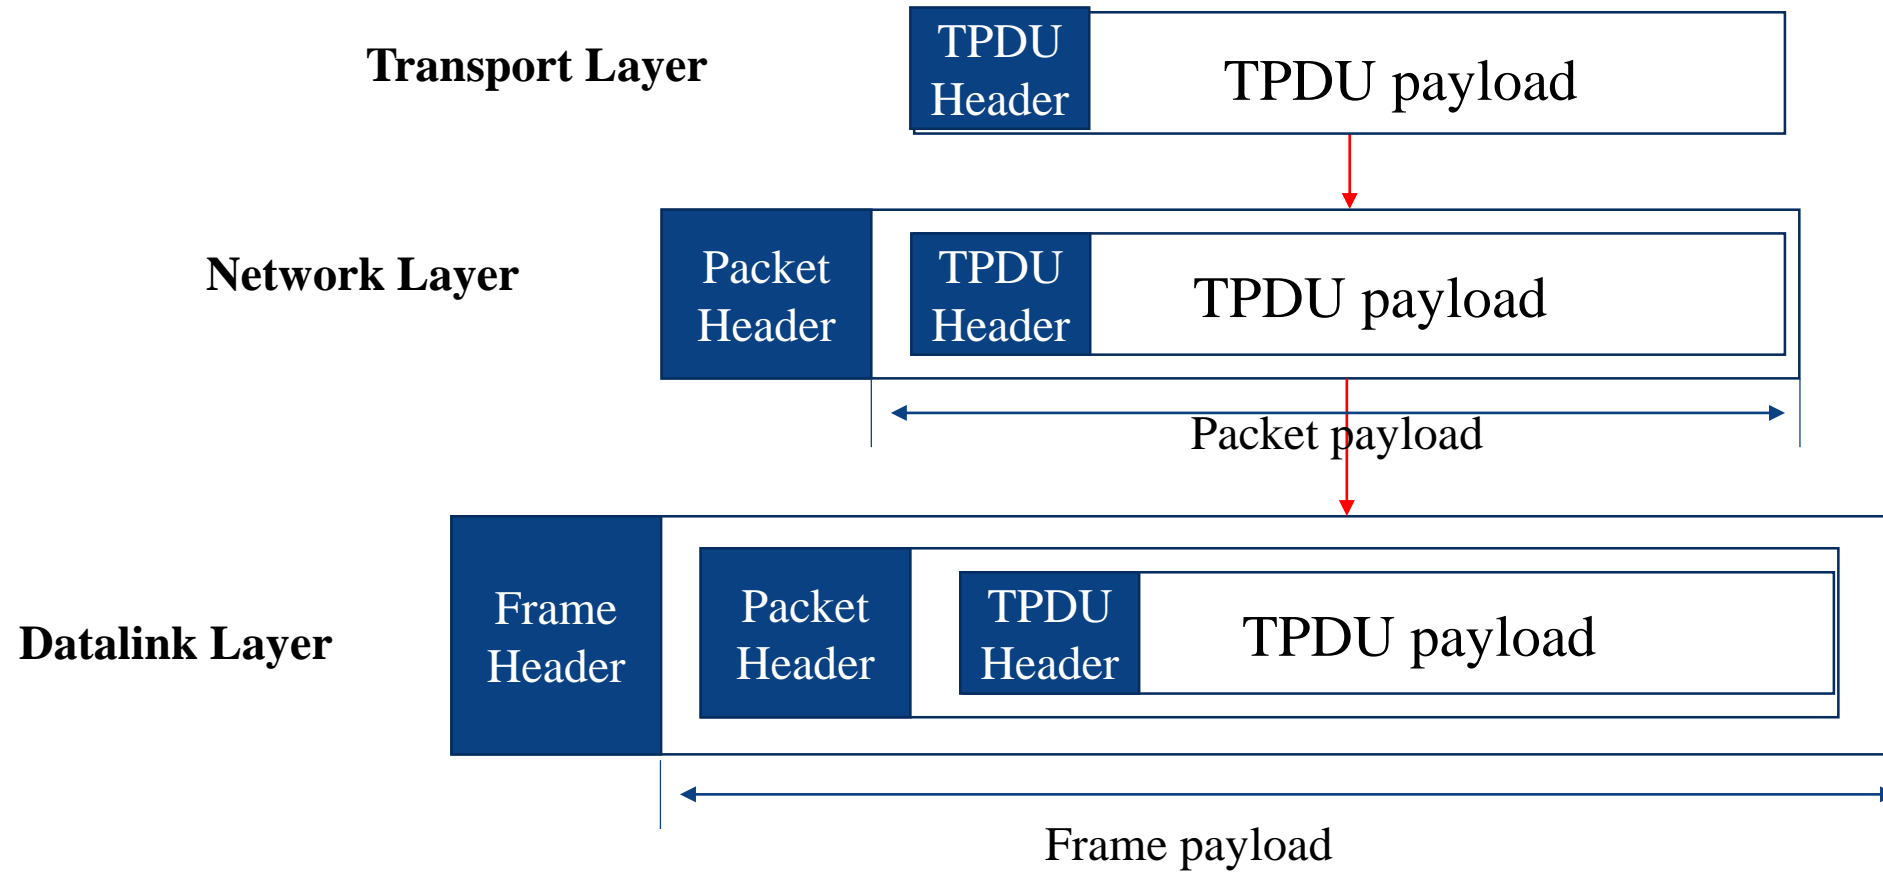 Transport Layer
TPDU
Header
TPDU payload
Network Layer
Packet
Header
TPDU
Header
TPDU payload
Packet payload
Datalink Layer
Frame
Header
Packet
Header
TPDU
Header
TPDU payload
Frame payload